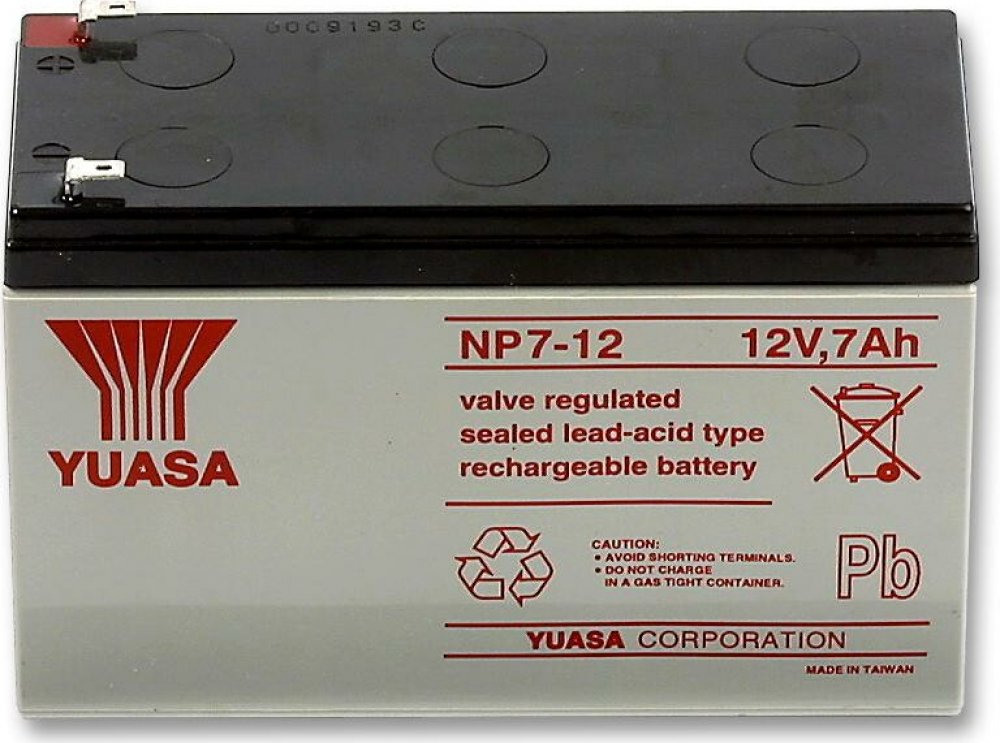 0009193C
YUASA
NP7-12 12V,7Ah
valve regulated
sealed lead-acid type
rechargeable battery
CAUTION:
• AVOID SHORTING TERMINALS.
• DO NOT CHARGE
IN A GAS TIGHT CONTAINER.
Pb
YUASA CORPORATION
MADE IN TAIWAN